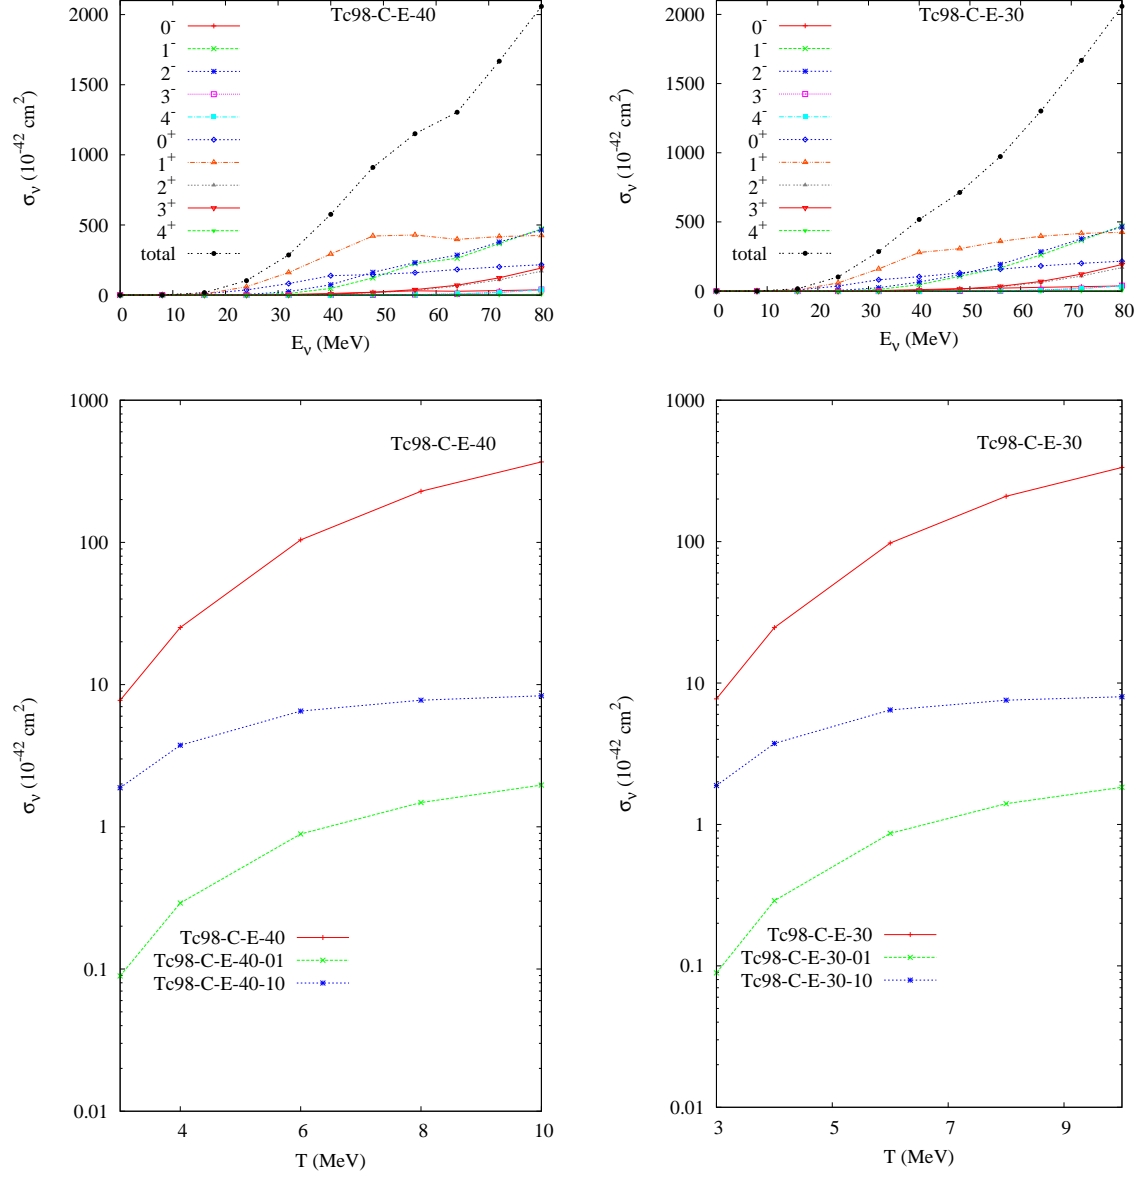 Tc98-C-E-40
2000
1500
1000
500
0
σν (10-42 cm2)
0-
1-
2-
3-
4-
0+
1+
2+
3+
4+
total
0 10 20 30 40 50 60 70 80
Eν (MeV)
Tc98-C-E-30
2000
1500
1000
500
0
σν (10-42 cm2)
0-
1-
2-
3-
4-
0+
1+
2+
3+
4+
total
0 10 20 30 40 50 60 70 80
Eν (MeV)
1000
100
10
1
0.1
0.01
σν (10-42 cm2)
Tc98-C-E-40
Tc98-C-E-40
Tc98-C-E-40-01
Tc98-C-E-40-10
4 6 8 10
T (MeV)
1000
100
10
1
0.1
0.01
σν (10-42 cm2)
Tc98-C-E-30
Tc98-C-E-30
Tc98-C-E-30-01
Tc98-C-E-30-10
3 5 7 9
T (MeV)